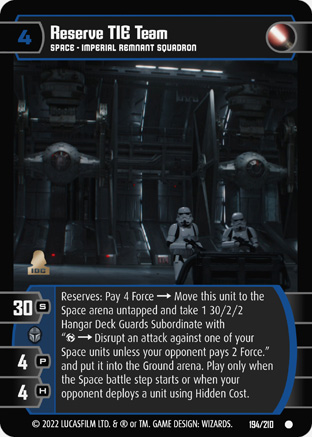 4 Reserve TIE Team
SPACE - IMPERIAL REMNANT SQUADRON
IDC
30 S
4 P
4 H
Reserves: Pay 4 Force → Move this unit to the
Space arena untapped and take 1 30/2/2
Hangar Deck Guards Subordinate with
“ → Disrupt an attack against one of your
Space units unless your opponent pays 2 Force.”
and put it into the Ground arena. Play only when
the Space battle step starts or when your
opponent deploys a unit using Hidden Cost.
© 2022 LUCASFILM LTD. & ® or TM. GAME DESIGN: WIZARDS. 194/210